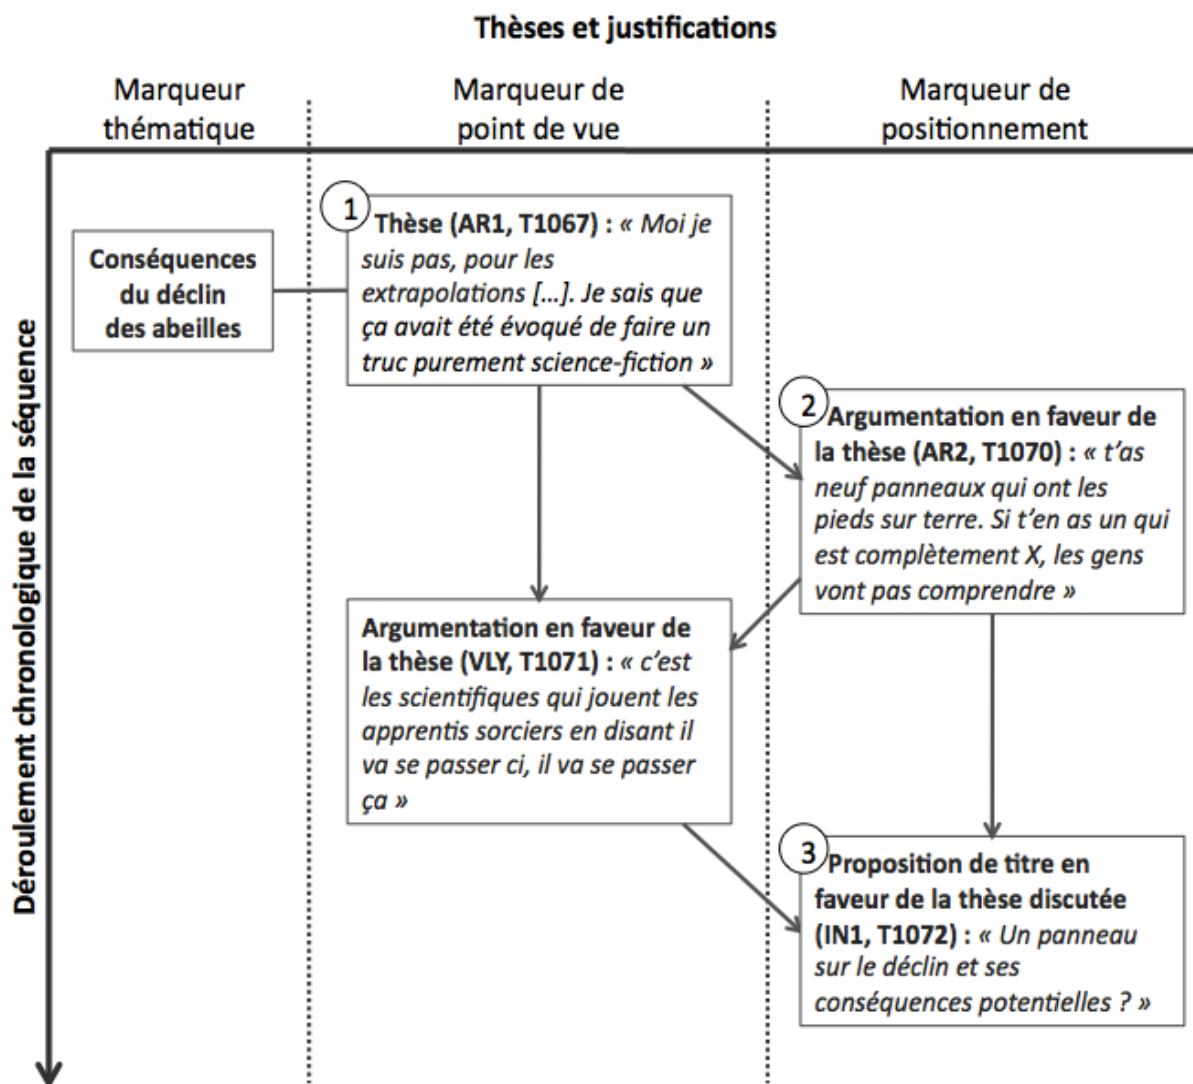 Thèses et justifications
Marqueur
thématique
Marqueur de
point de vue
Marqueur de
positionnement
Déroulement chronologique de la séquence
Conséquences
du déclin
des abeilles
1
Thèse (AR1, T1067) : « Moi je
suis pas, pour les
extrapolations […]. Je sais que
ça avait été évoqué de faire un
truc purement science-fiction »
2
Argumentation en faveur de
la thèse (AR2, T1070) : « t’as
neuf panneaux qui ont les
pieds sur terre. Si t’en as un qui
est complètement X, les gens
vont pas comprendre »
Argumentation en faveur de
la thèse (VLY, T1071) : « c’est
les scientifiques qui jouent les
apprentis sorciers en disant il
va se passer ci, il va se passer
ça »
3
Proposition de titre en
faveur de la thèse discutée
(IN1, T1072) : « Un panneau
sur le déclin et ses
conséquences potentielles ? »